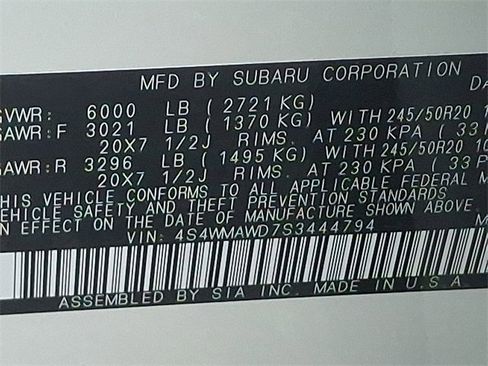 MFD BY SUBARU CORPORATION DA
GVWR: 6000 LB ( 2721 KG)
GAWR: F 3021 LB ( 1370 KG) WITH 245/50R20 1
20X7 1/2J RIMS. AT 230 KPA ( 33
GAWR: R 3296 LB ( 1495 KG) WITH 245/50R20 10
20X7 1/2J RIMS. AT 230 KPA ( 33 P
THIS VEHICLE CONFORMS TO ALL APPLICABLE FEDERAL M
VEHICLE SAFETY AND THEFT PREVENTION STANDARDS
IN EFFECT ON THE DATE OF MANUFACTURE SHOWN ABOVE
VIN: 4S4WMAWD7S3444794
ASSEMBLED BY SIA INC. MADE IN U.S.A.